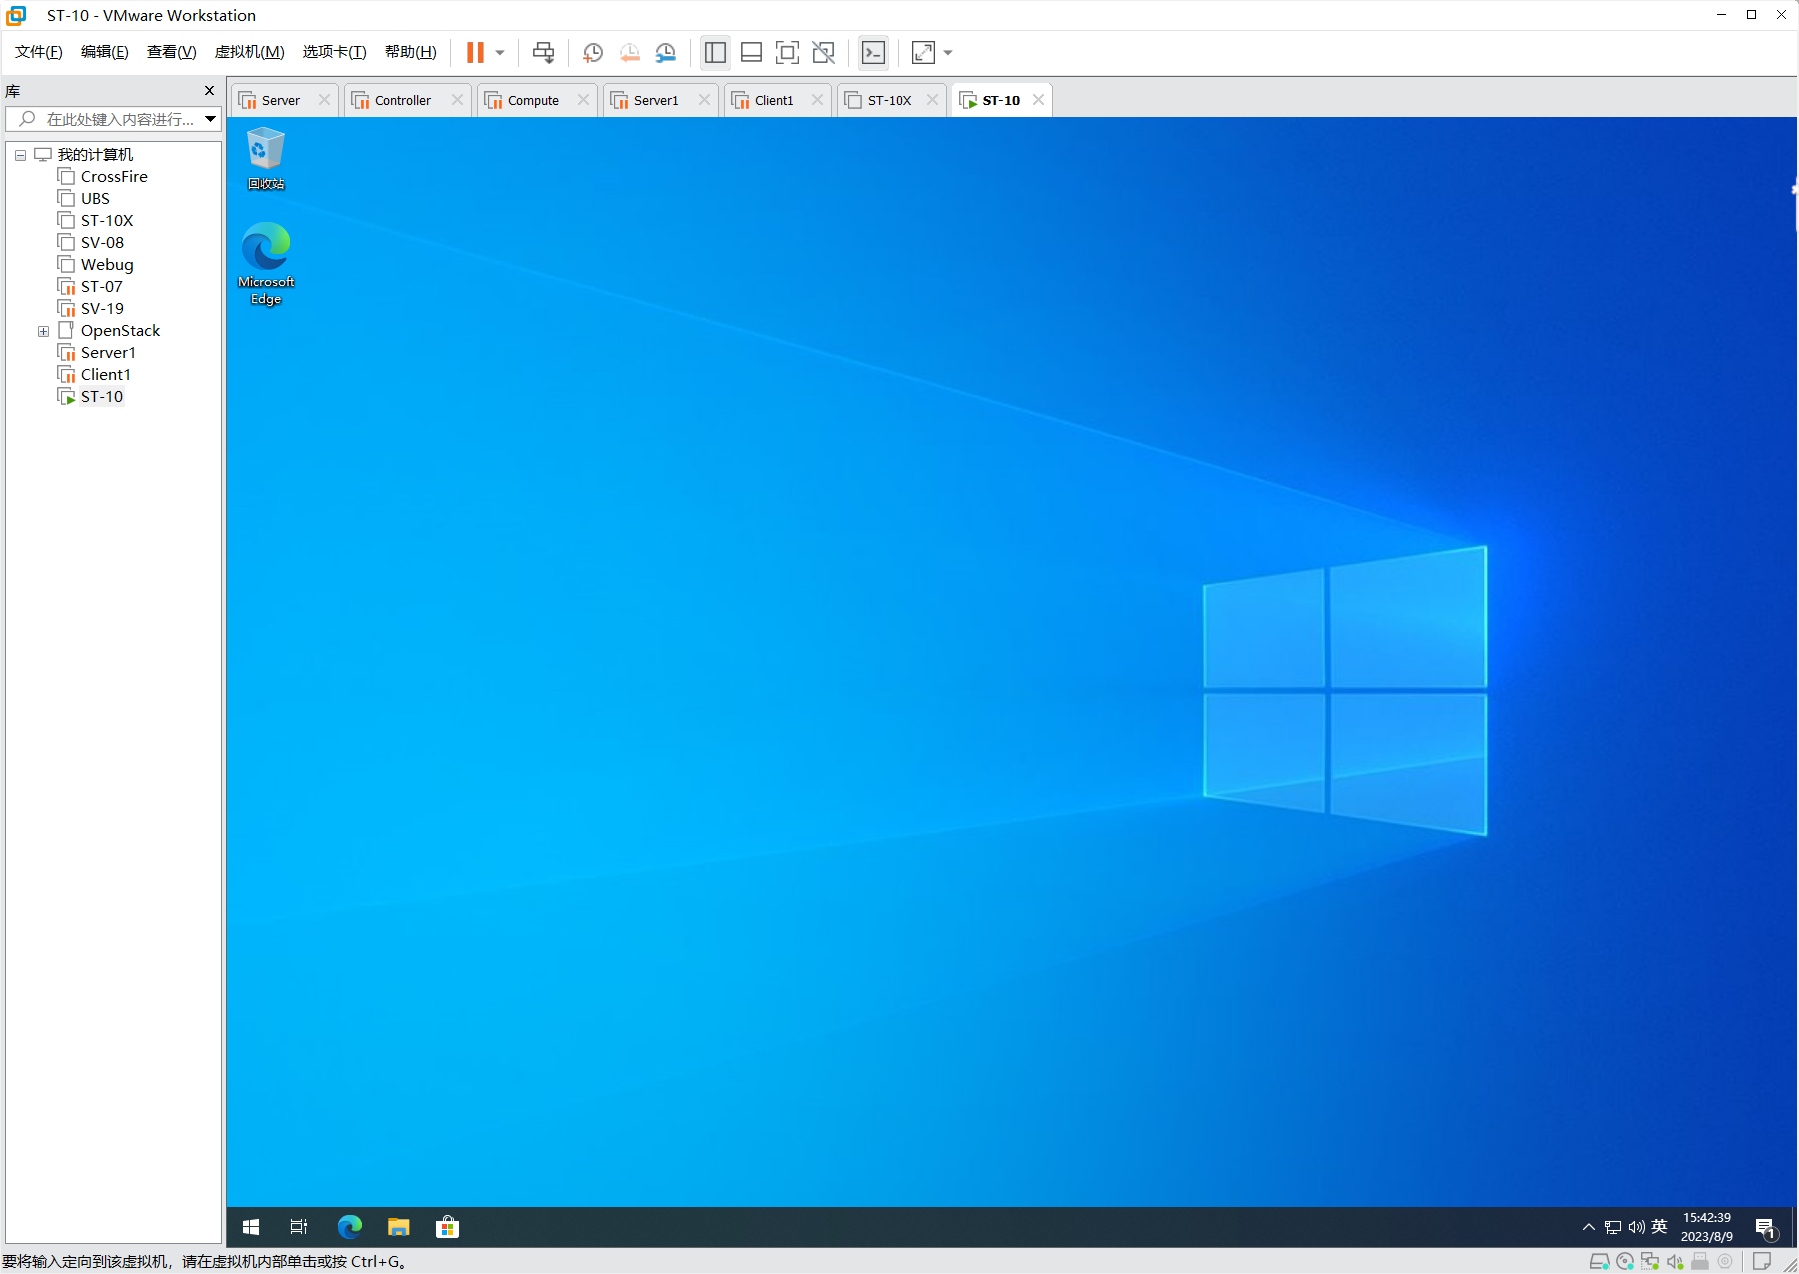 ST-10 - VMware Workstation
文件(F) 编辑(E) 查看(V) 虚拟机(M) 选项卡(T) 帮助(H)
库
在此处键入内容进行...
我的计算机
CrossFire
UBS
ST-10X
SV-08
Webug
ST-07
SV-19
OpenStack
Server1
Client1
ST-10
Server Controller Compute Server1 Client1 ST-10X ST-10
回收站
Microsoft
Edge
英
15:42:39
2023/8/9
1
要将输入定向到该虚拟机，请在虚拟机内部单击或按 Ctrl+G。